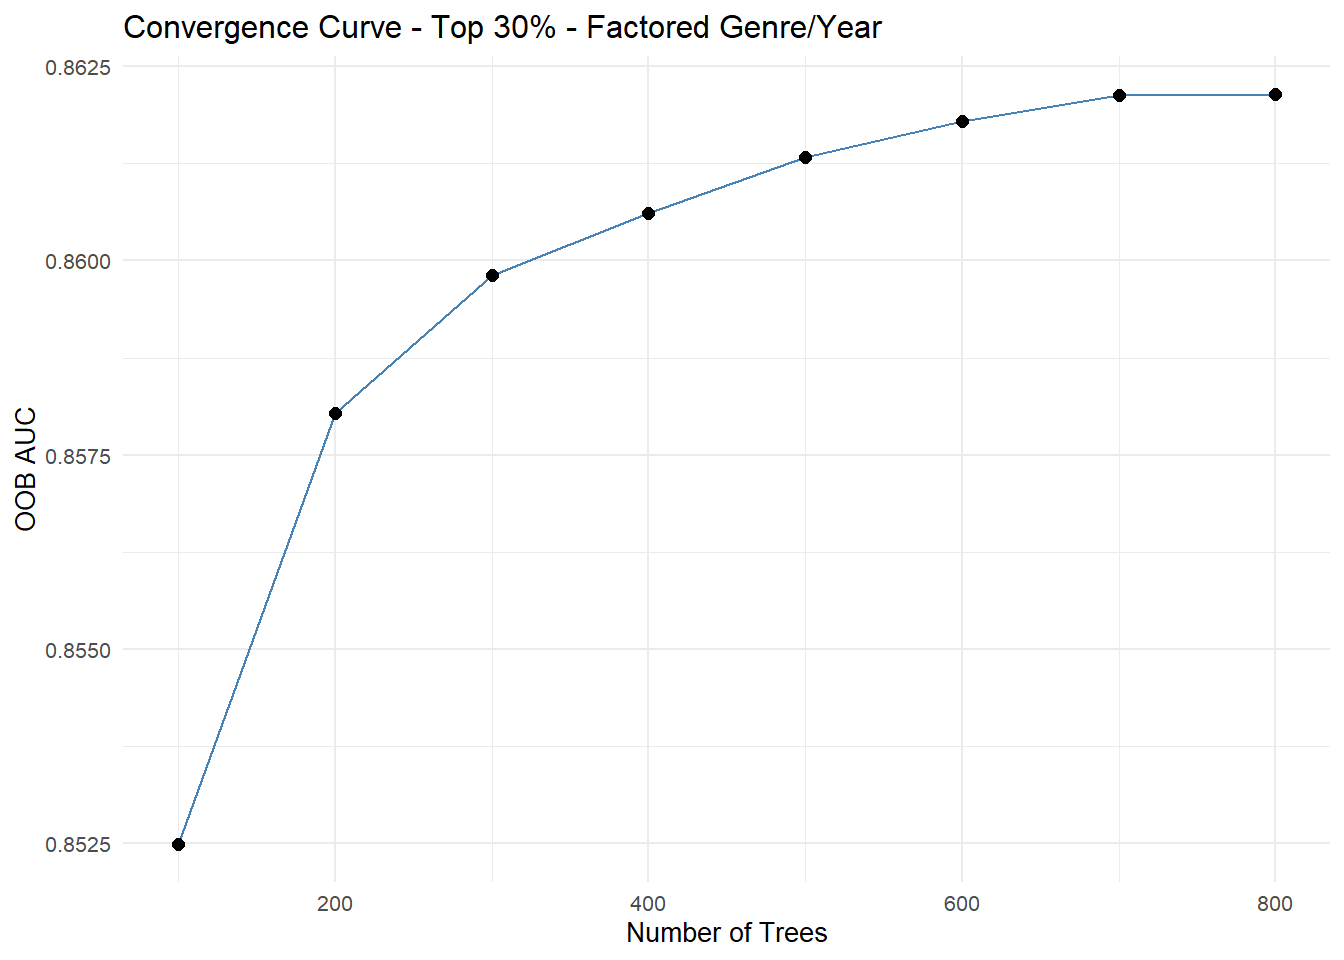 Convergence Curve - Top 30% - Factored Genre/Year
0.8625
0.8600
0.8575
0.8550
0.8525
OOB AUC
200 400 600 800
Number of Trees